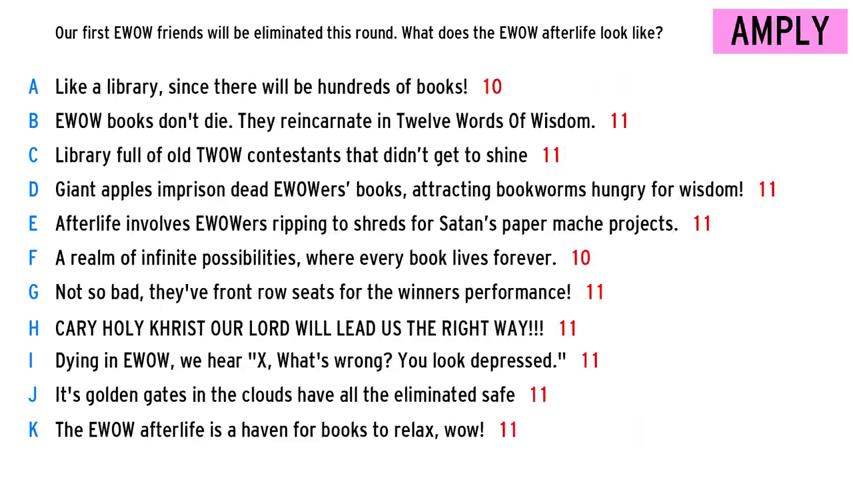 Our first EWOW friends will be eliminated this round. What does the EWOW afterlife look like?
AMPLY
A Like a library, since there will be hundreds of books! 10
B EWOW books don't die. They reincarnate in Twelve Words Of Wisdom. 11
C Library full of old TWOW contestants that didn’t get to shine 11
D Giant apples imprison dead EWOWers’ books, attracting bookworms hungry for wisdom! 11
E Afterlife involves EWOWers ripping to shreds for Satan’s paper mache projects. 11
F A realm of infinite possibilities, where every book lives forever. 10
G Not so bad, they've front row seats for the winners performance! 11
H CARY HOLY KHRIST OUR LORD WILL LEAD US THE RIGHT WAY!!! 11
I Dying in EWOW, we hear "X, What's wrong? You look depressed." 11
J It's golden gates in the clouds have all the eliminated safe 11
K The EWOW afterlife is a haven for books to relax, wow! 11